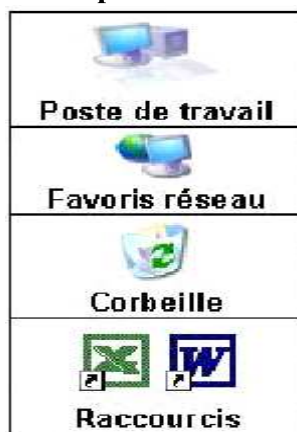 Poste de travail
Favoris réseau
Corbeille
X W
Raccourcis